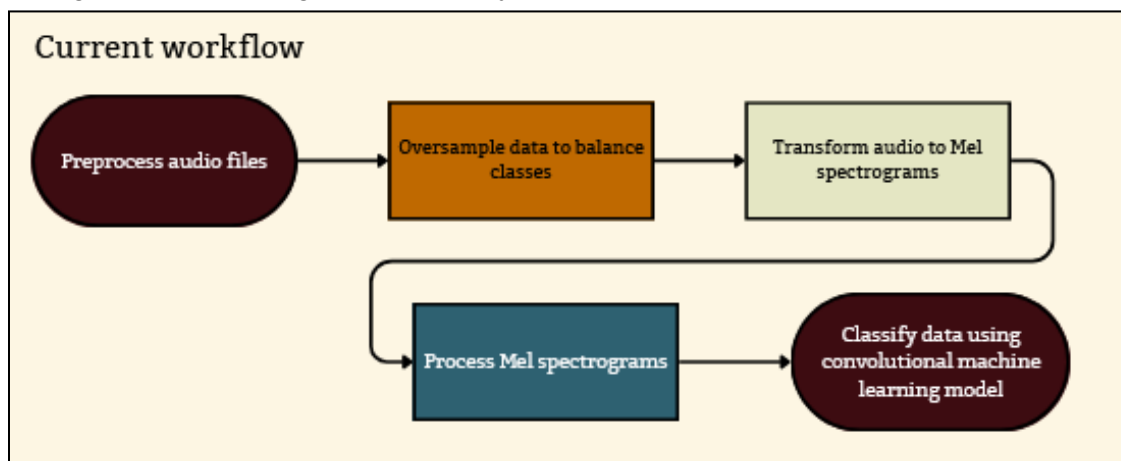 Current workflow
Preprocess audio files
Oversample data to balance
classes
Transform audio to Mel
spectrograms
Process Mel spectrograms
Classify data using
convolutional machine
learning model